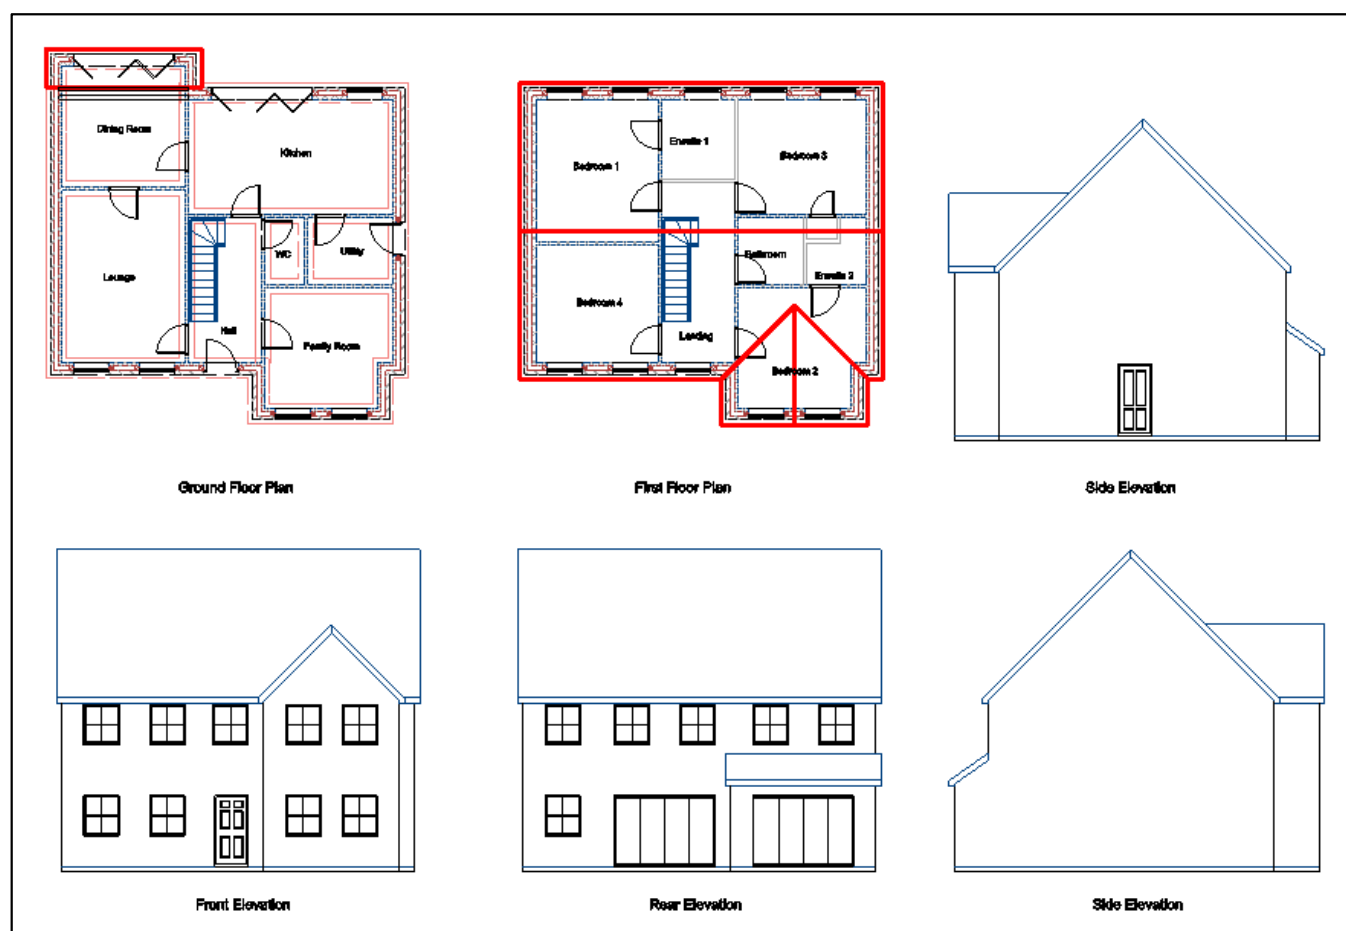 Dining Room
Kitchen
Lounge
WC
Utility
Hall
Family Room
Ground Floor Plan
Bedroom 1
Ensuite 1
Bedroom 3
Bathroom
Ensuite 2
Bedroom 4
Landing
Bedroom 2
First Floor Plan
Side Elevation
Front Elevation
Rear Elevation
Side Elevation